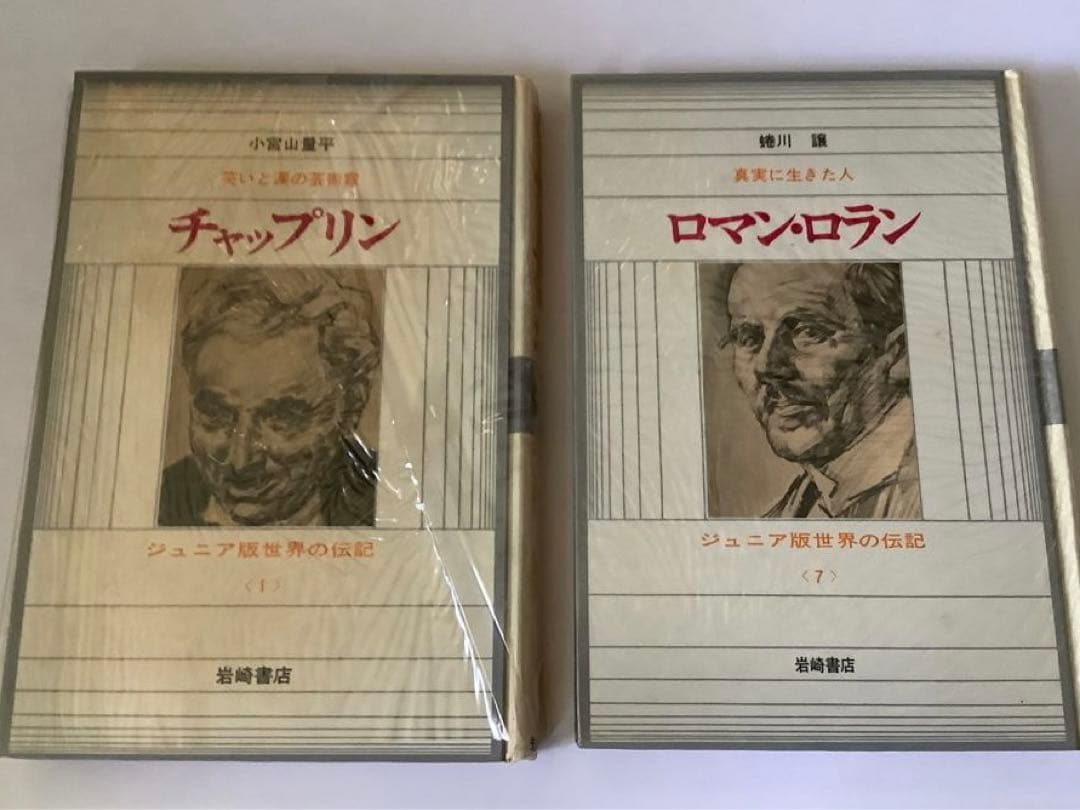 小宮山量平
笑いと涙の芸術家
チャップリン
ジュニア版世界の伝記
〈1〉
岩崎書店
蜷川 譲
真実に生きた人
ロマン・ロラン
ジュニア版世界の伝記
〈7〉
岩崎書店